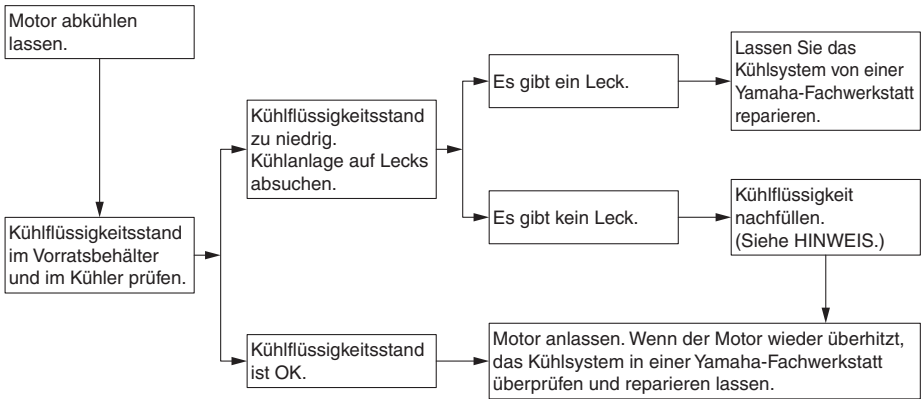 Motor abkühlen
lassen.
Kühlflüssigkeitsstand
im Vorratsbehälter
und im Kühler prüfen.
Kühlflüssigkeitsstand
zu niedrig.
Kühlanlage auf Lecks
absuchen.
Es gibt ein Leck.
Lassen Sie das
Kühlsystem von einer
Yamaha-Fachwerkstatt
reparieren.
Es gibt kein Leck.
Kühlflüssigkeit
nachfüllen.
(Siehe HINWEIS.)
Kühlflüssigkeitsstand
ist OK.
Motor anlassen. Wenn der Motor wieder überhitzt,
das Kühlsystem in einer Yamaha-Fachwerkstatt
überprüfen und reparieren lassen.